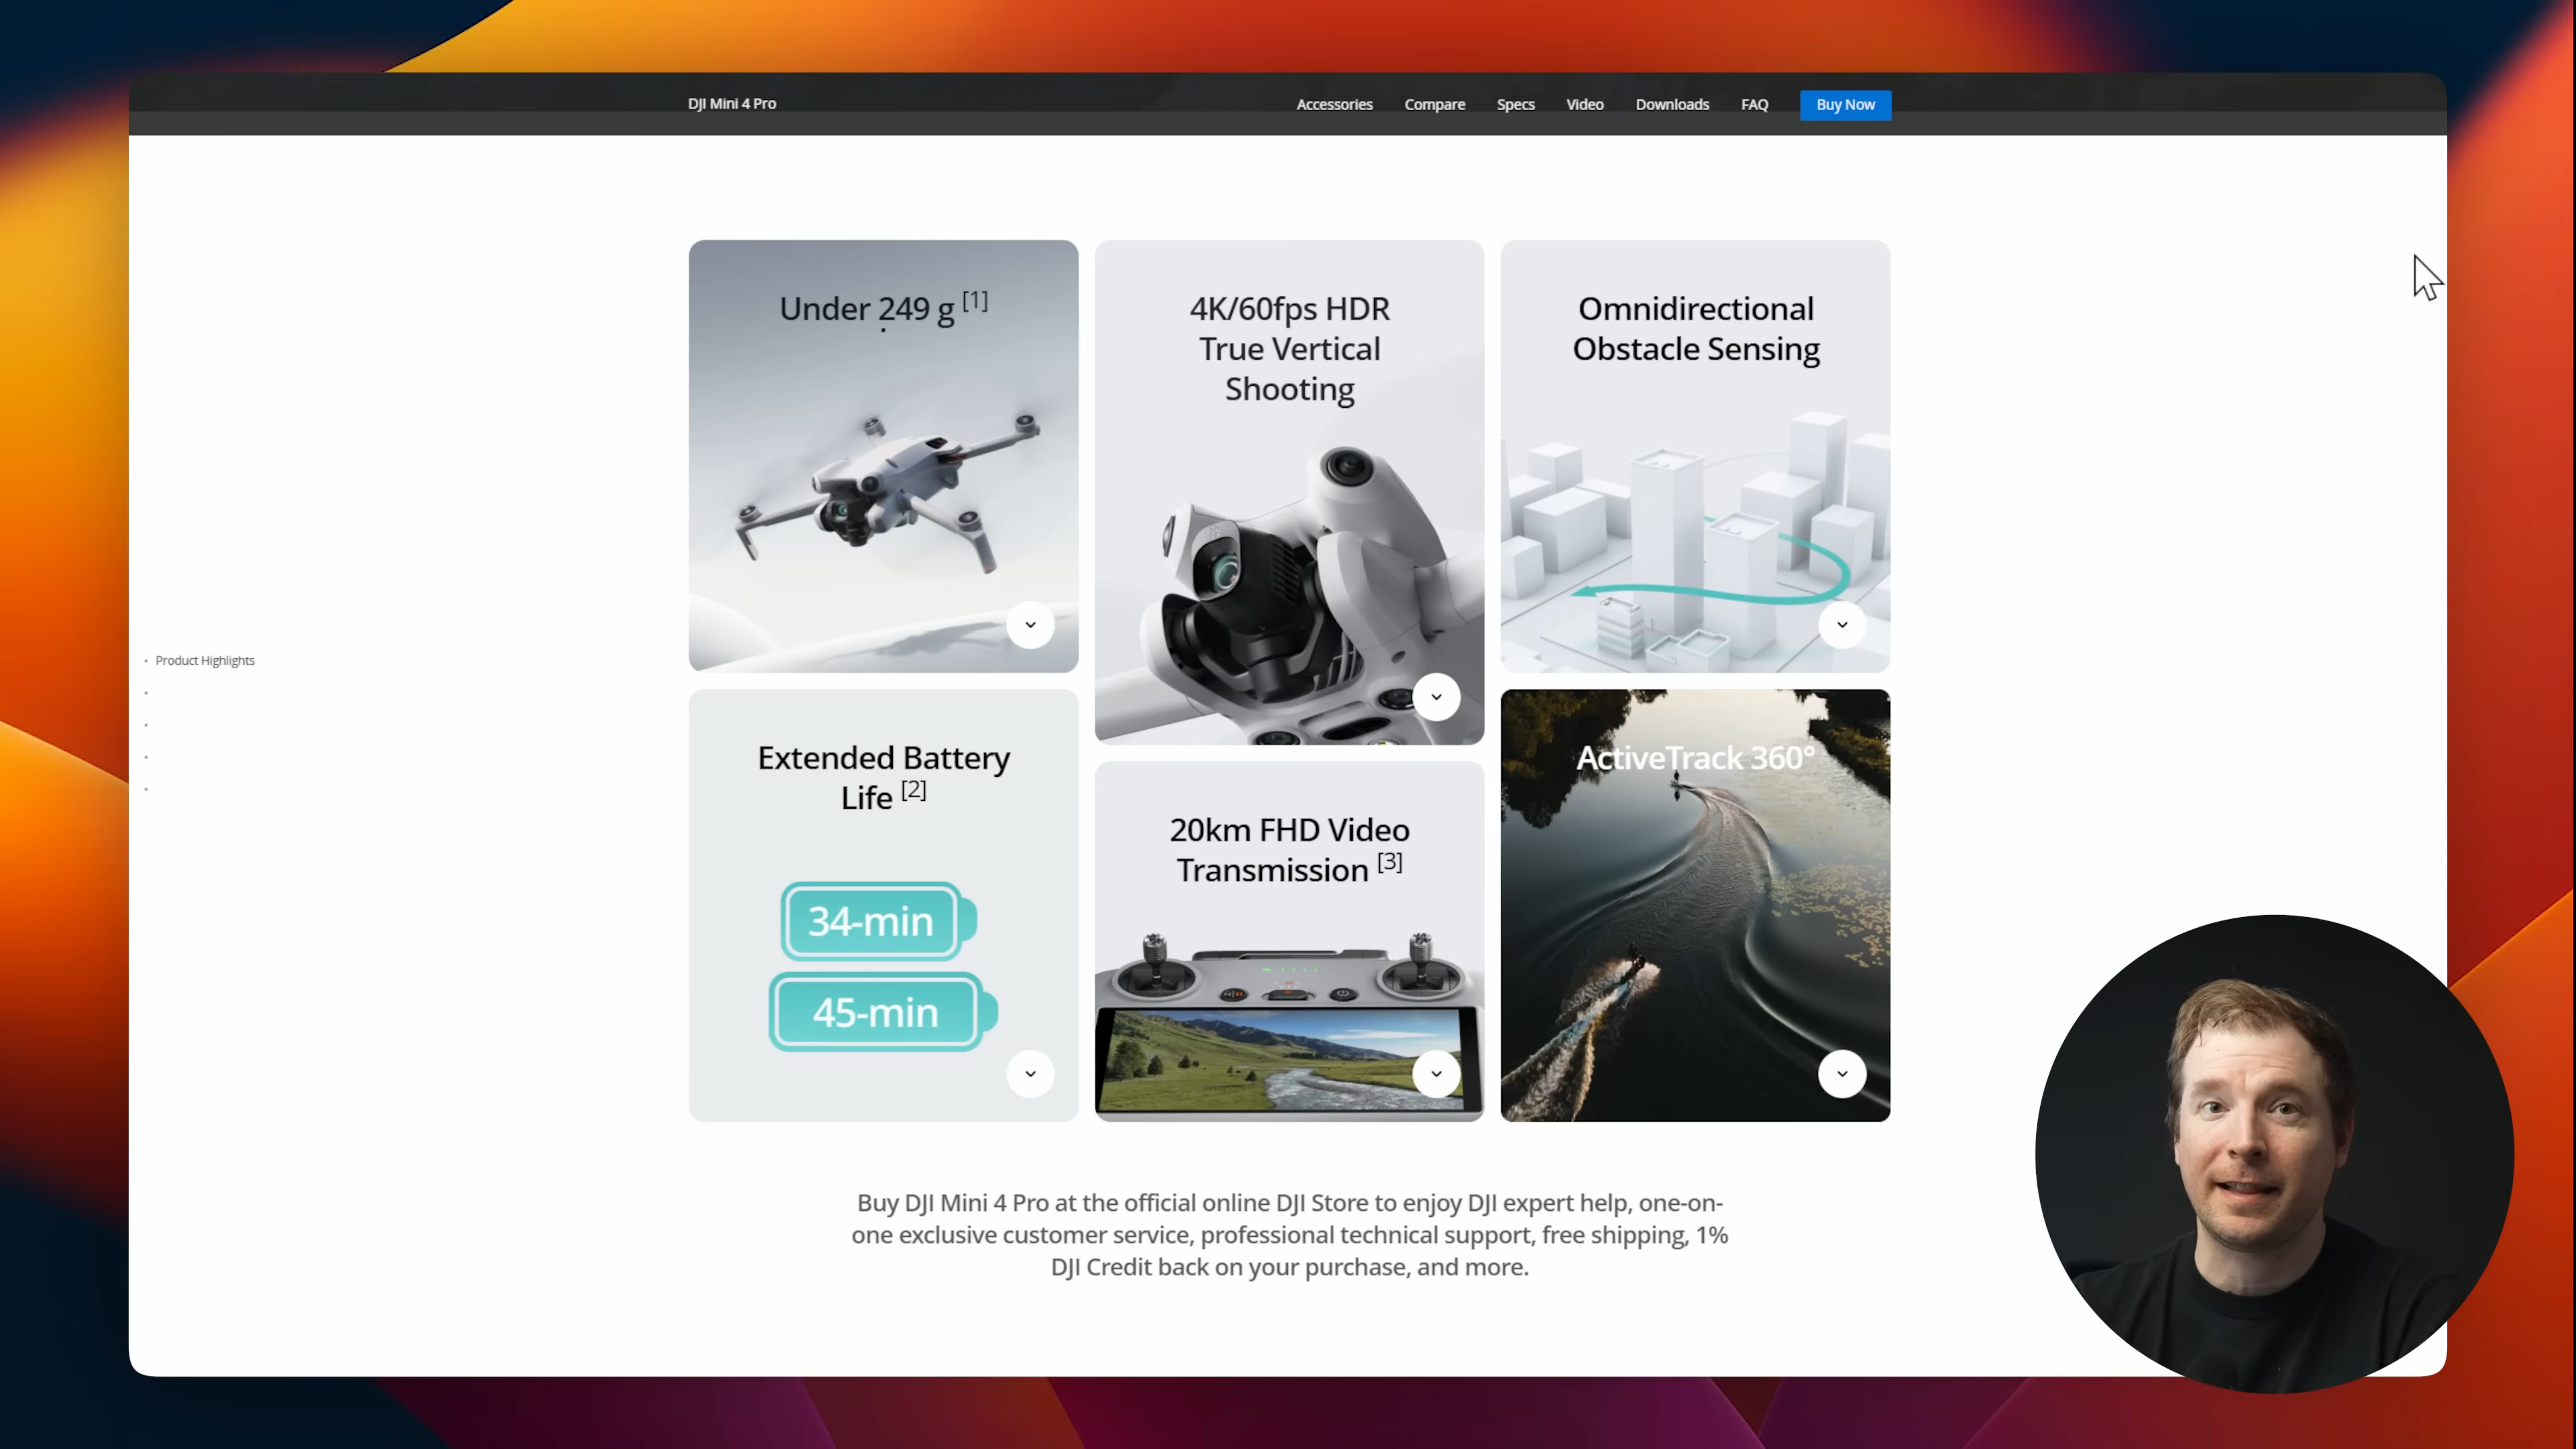 DJI Mini 4 Pro
Accessories
Compare
Specs
Video
Downloads
FAQ
Buy Now
Under 249 g [1]
4K/60fps HDR
True Vertical
Shooting
Omnidirectional
Obstacle Sensing
Product Highlights
Extended Battery
Life [2]
34-min
45-min
20km FHD Video
Transmission [3]
ActiveTrack 360°
Buy DJI Mini 4 Pro at the official online DJI Store to enjoy DJI expert help, one-on-
one exclusive customer service, professional technical support, free shipping, 1%
DJI Credit back on your purchase, and more.